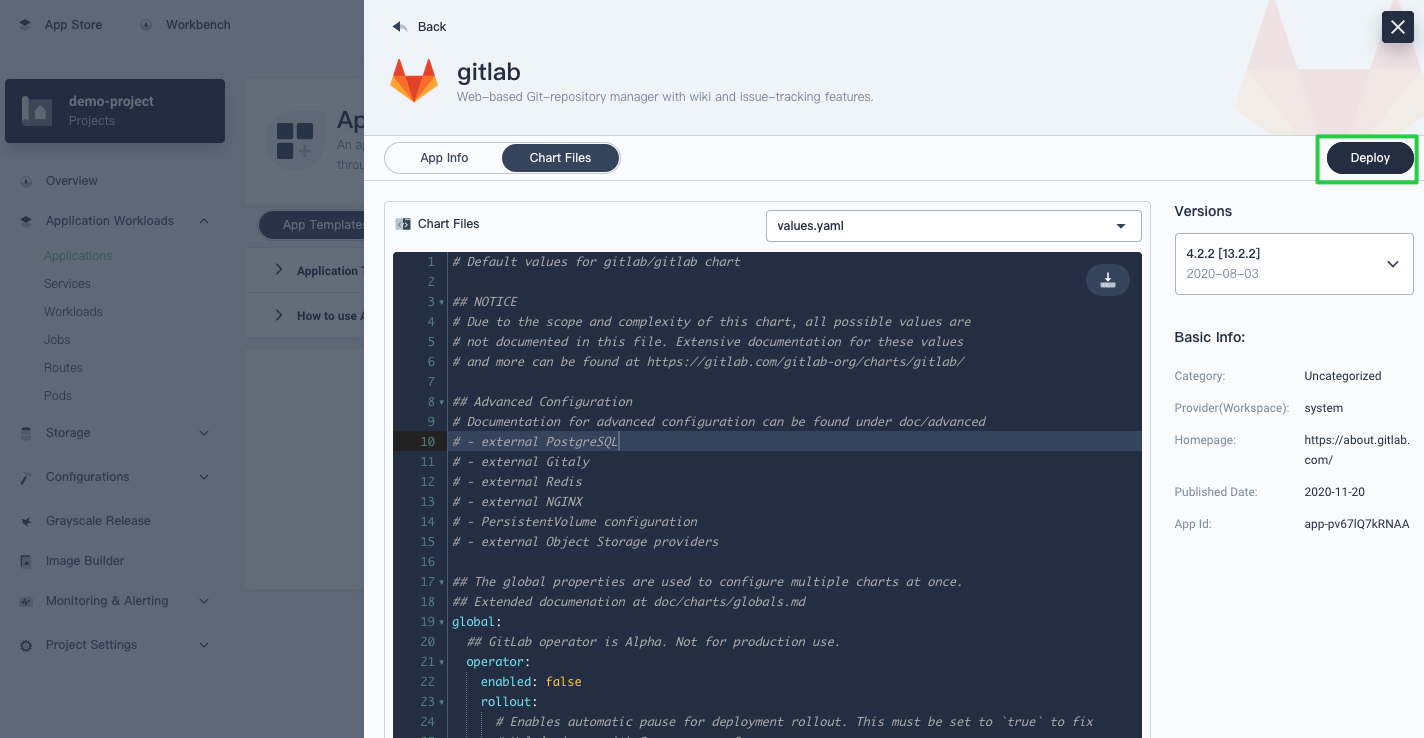 App Store
Workbench
demo-project
Projects
Overview
Application Workloads
Applications
Services
Workloads
Jobs
Routes
Pods
Storage
Configurations
Grayscale Release
Image Builder
Monitoring & Alerting
Project Settings
Ap
An a
throu
App Template
Application T
How to use A
Back
gitlab
Web-based Git-repository manager with wiki and issue-tracking features.
App Info
Chart Files
Deploy
Chart Files
values.yaml
1 # Default values for gitlab/gitlab chart
2
3 ## NOTICE
4 # Due to the scope and complexity of this chart, all possible values are
5 # not documented in this file. Extensive documentation for these values
6 # and more can be found at https://gitlab.com/gitlab-org/charts/gitlab/
7
8 ## Advanced Configuration
9 # Documentation for advanced configuration can be found under doc/advanced
10 # - external PostgreSQL
11 # - external Gitaly
12 # - external Redis
13 # - external NGINX
14 # - PersistentVolume configuration
15 # - external Object Storage providers
16
17 ## The global properties are used to configure multiple charts at once.
18 ## Extended documenation at doc/charts/globals.md
19 global:
20 ## GitLab operator is Alpha. Not for production use.
21 operator:
22 enabled: false
23 rollout:
24 # Enables automatic pause for deployment rollout. This must be set to `true` to fix
Versions
4.2.2 [13.2.2]
2020-08-03
Basic Info:
Category: Uncategorized
Provider(Workspace): system
Homepage: https://about.gitlab.
com/
Published Date: 2020-11-20
App Id: app-pv67lQ7kRNAA